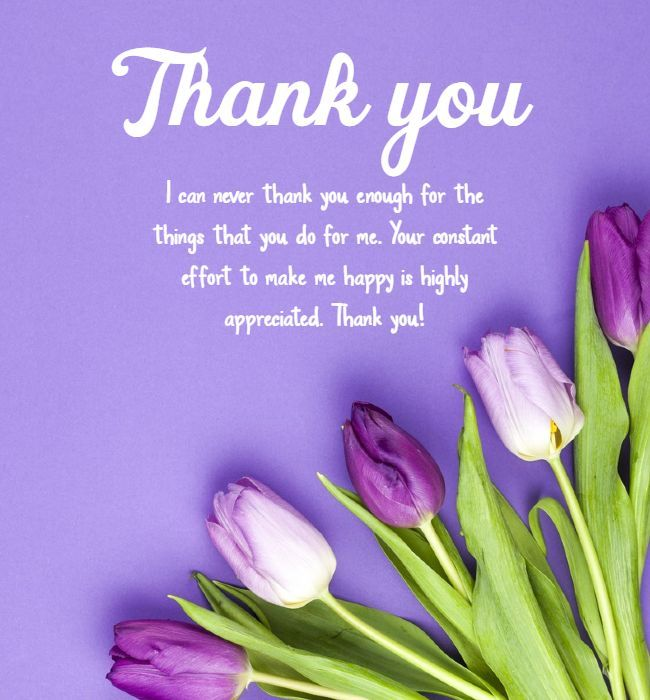 Thank you
I can never thank you enough for the
things that you do for me. Your constant
effort to make me happy is highly
appreciated. Thank you!